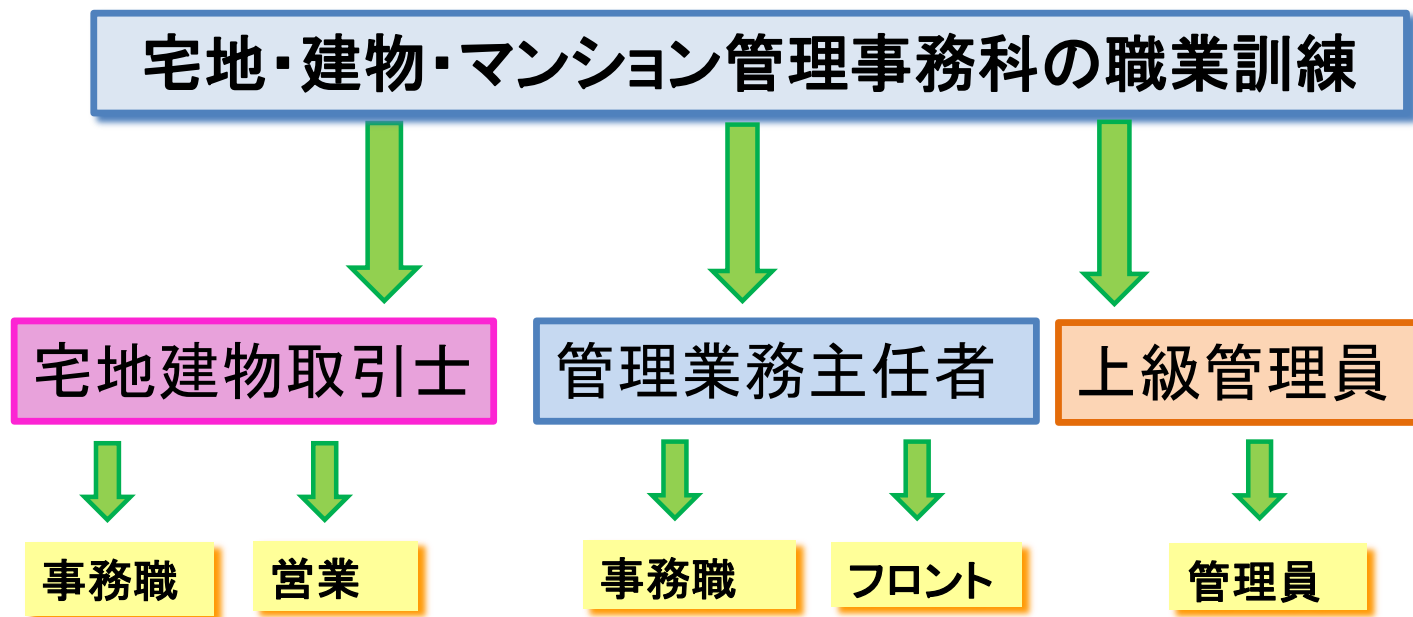 宅地・建物・マンション管理事務科の職業訓練
宅地建物取引士
管理業務主任者
上級管理員
事務職
営業
事務職
フロント
管理員